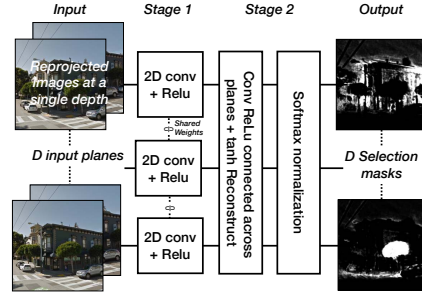 Input
Stage 1
Stage 2
Output
Reprojected
Images at a
single depth
2D conv
+ Relu
Shared
Weights
D input planes
2D conv
+ Relu
2D conv
+ Relu
Conv ReLu connected across
planes + tanh Reconstruct
Softmax normalization
D Selection
masks